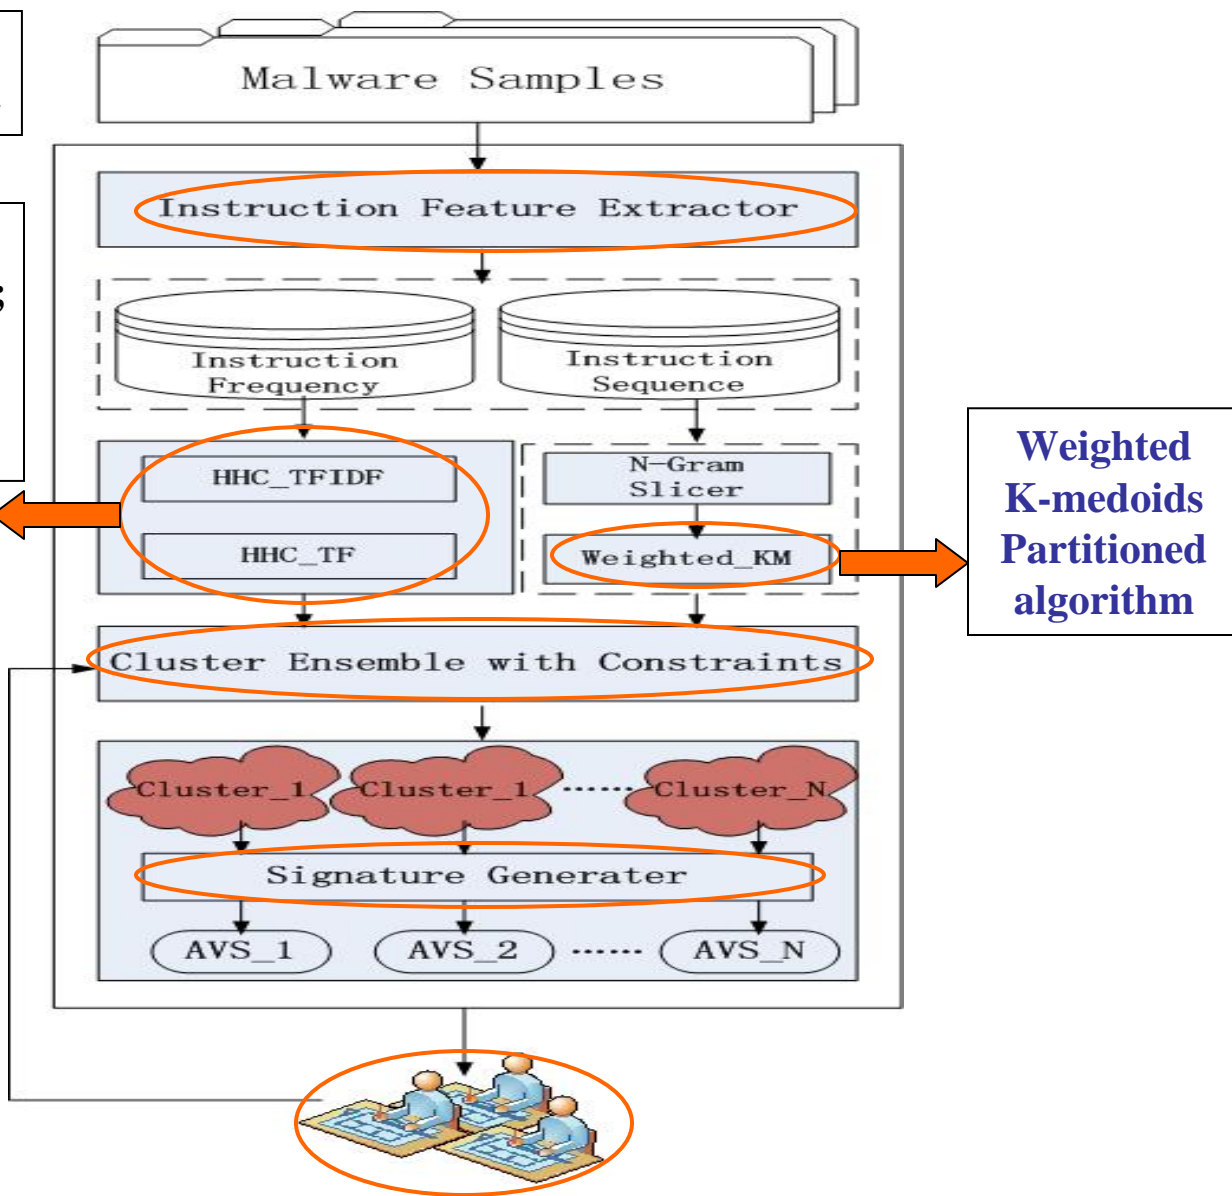 Malware Samples
Instruction Feature Extractor
;
Instruction
Frequency
Instruction
Sequence
HHC_TFIDF
HHC_TF
N-Gram
Slicer
Weighted_KM
Weighted
K-medoids
Partitioned
algorithm
Cluster Ensemble with Constraints
Cluster_1
Cluster_1
......
Cluster_N
Signature Generater
AVS_1
AVS_2
......
AVS_N